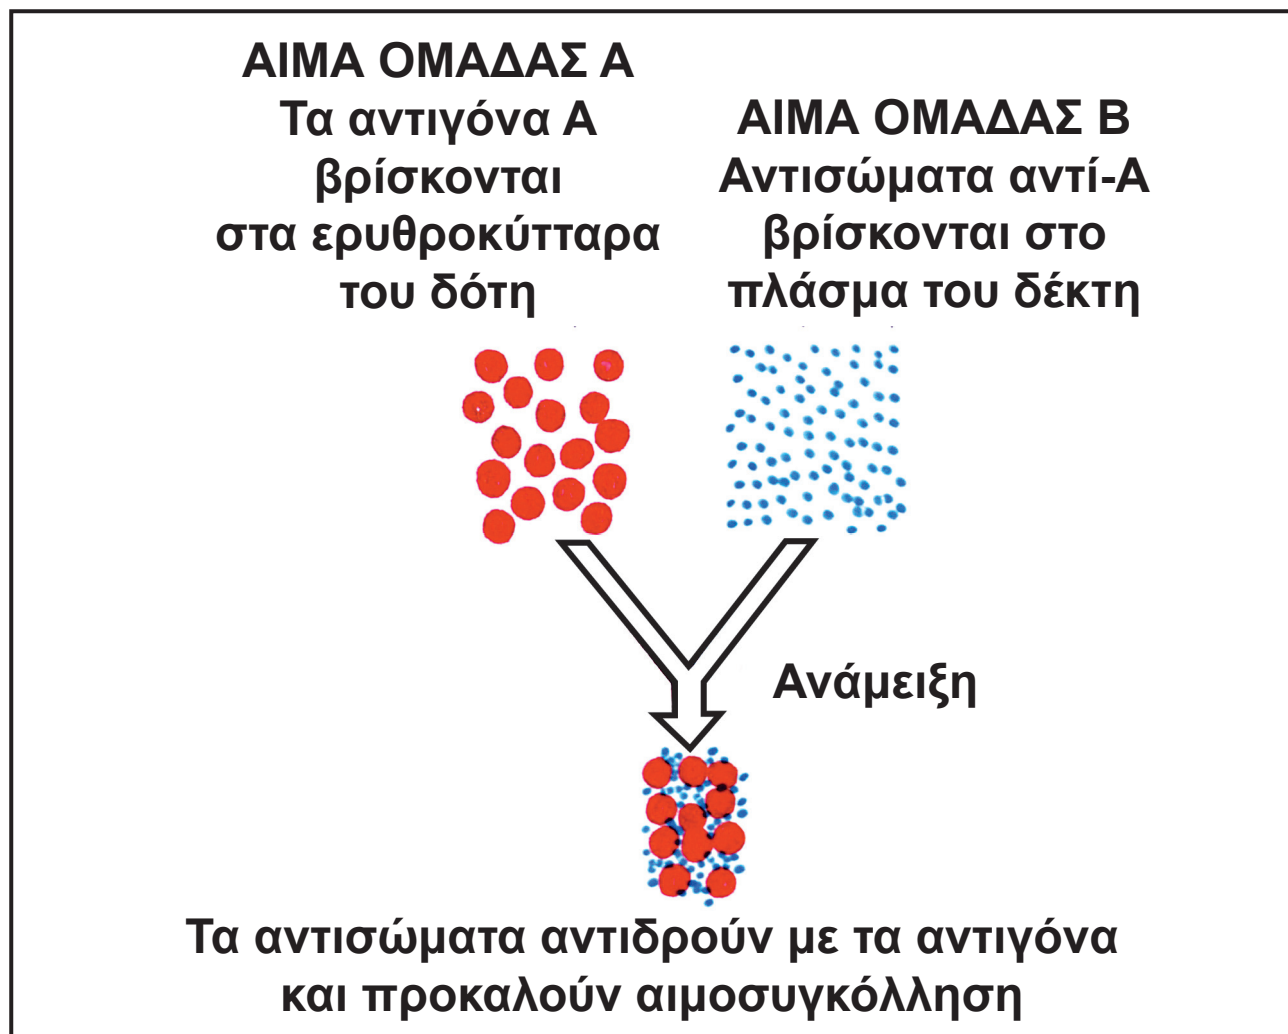 ΑΙΜΑ ΟΜΑΔΑΣ Α
Τα αντιγόνα Α
βρίσκονται
στα ερυθροκύτταρα
του δότη
ΑΙΜΑ ΟΜΑΔΑΣ Β
Αντισώματα αντί-Α
βρίσκονται στο
πλάσμα του δέκτη
Ανάμειξη
Τα αντισώματα αντιδρούν με τα αντιγόνα
και προκαλούν αιμοσυγκόλληση